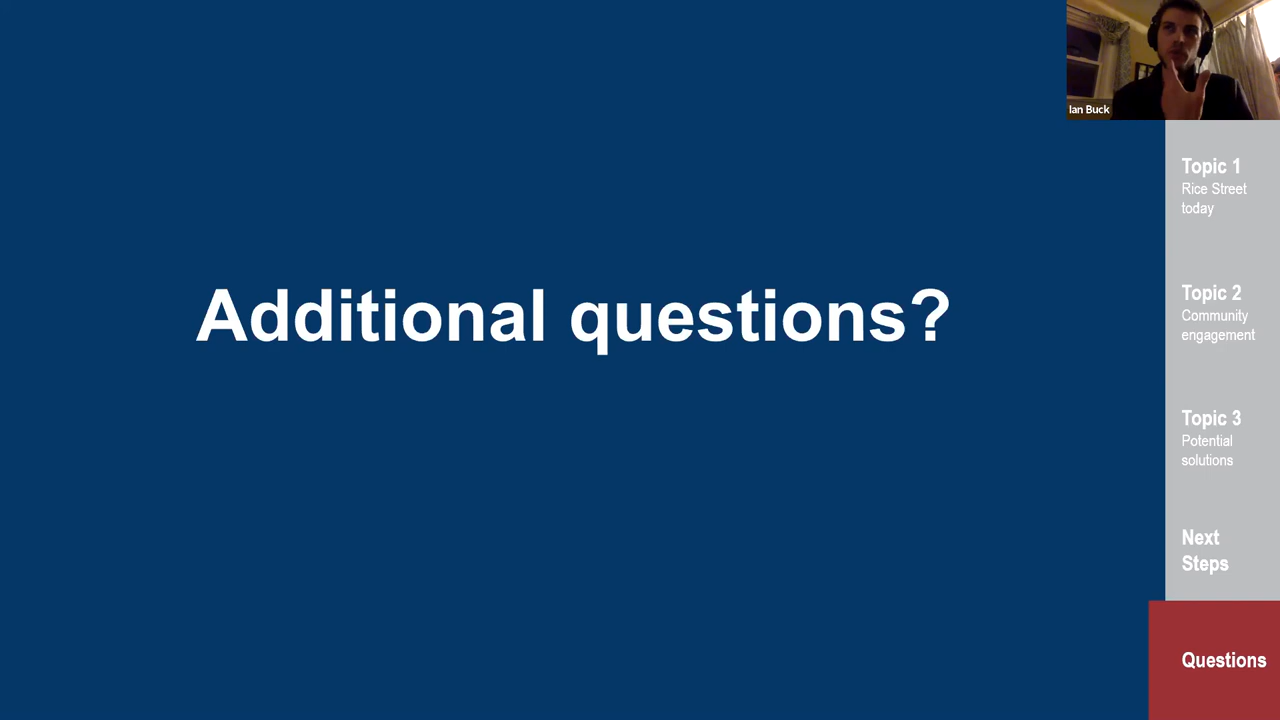 Ian Buck
Additional questions?
Topic 1
Rice Street
today
Topic 2
Community
engagement
Topic 3
Potential
solutions
Next
Steps
Questions